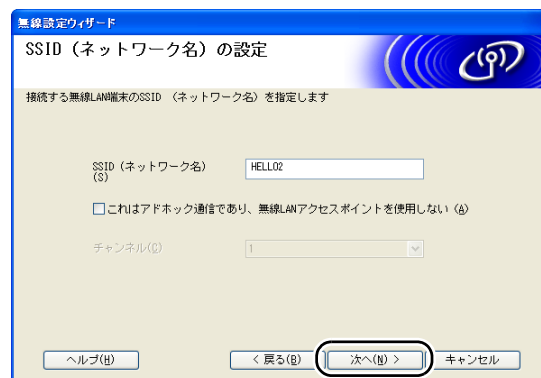 無線設定ウィザード
SSID（ネットワーク名）の設定
接続する無線LAN端末のSSID （ネットワーク名）を指定します
SSID（ネットワーク名）
(S)
HELLO2
これはアドホック通信であり、無線LANアクセスポイントを使用しない（A）
チャンネル(C)
1
ヘルプ(H)
< 戻る(B)
次へ(N) >
キャンセル